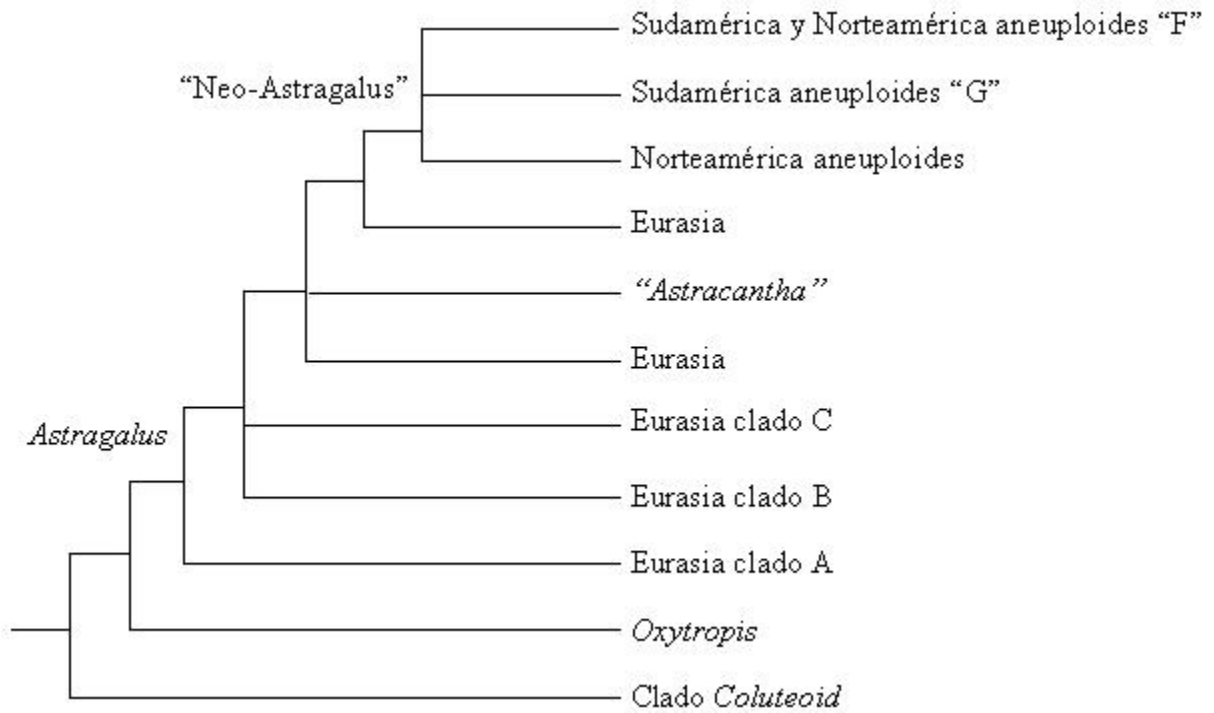 Sudamérica y Norteamérica aneuploides “F”
“Neo-Astragalus”
Sudamérica aneuploides “G”
Norteamérica aneuploides
Eurasia
“Astracantha”
Eurasia
Eurasia clado C
Astragalus
Eurasia clado B
Eurasia clado A
Oxytropis
Clado Coluteoid